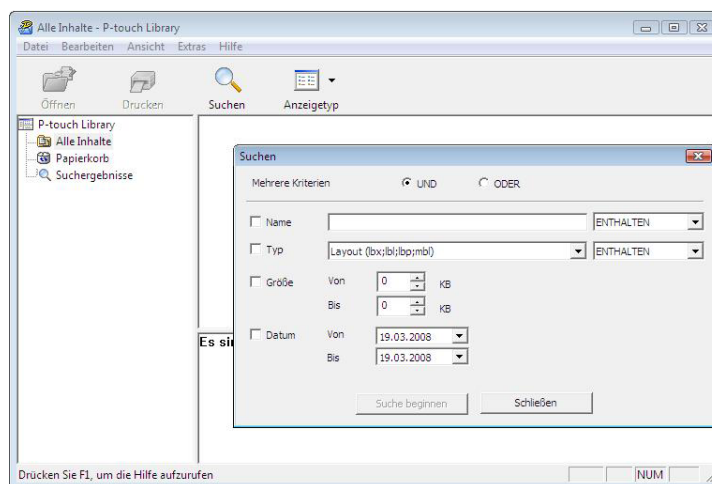 Alle Inhalte - P-touch Library
Datei Bearbeiten Ansicht Extras Hilfe
Öffnen Drucken Suchen Anzeigetyp
P-touch Library
Alle Inhalte
Papierkorb
Suchergebnisse
Suchen
Mehrere Kriterien UND ODER
Name ENTHALTEN
Typ Layout (lbx;lbl;lbp;mbl) ENTHALTEN
Größe Von 0 KB
Bis 0 KB
Datum Von 19.03.2008
Bis 19.03.2008
Suche beginnen Schließen
Es
Drücken Sie F1, um die Hilfe aufzurufen NUM